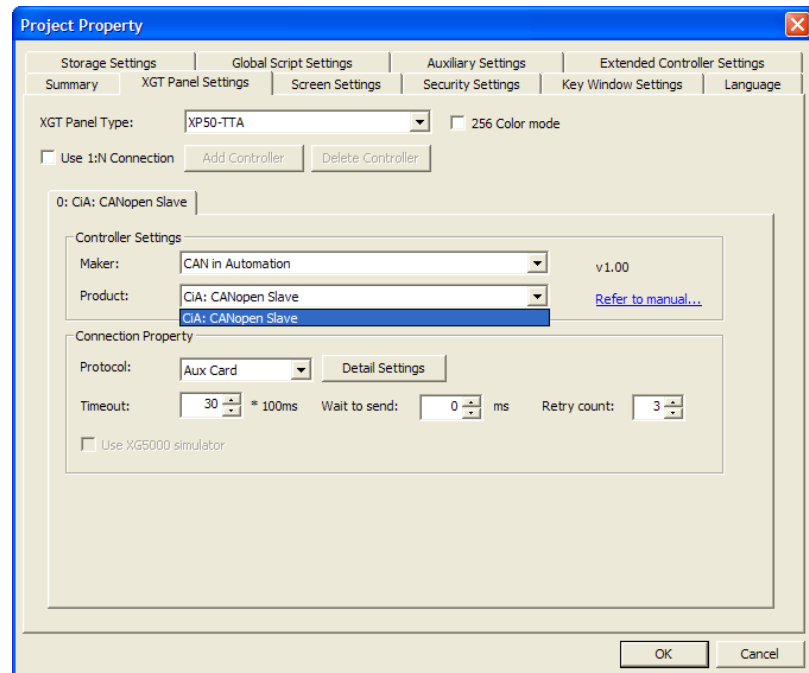 Project Property
Storage Settings Global Script Settings Auxiliary Settings Extended Controller Settings
Summary XGT Panel Settings Screen Settings Security Settings Key Window Settings Language
XGT Panel Type: XP50-TTA 256 Color mode
Use 1:N Connection Add Controller Delete Controller
0: CiA: CANopen Slave
Controller Settings
Maker: CAN in Automation v1.00
Product: CiA: CANopen Slave Refer to manual...
CiA: CANopen Slave
Connection Property
Protocol: Aux Card Detail Settings
Timeout: 30 * 100ms Wait to send: 0 ms Retry count: 3
Use XG5000 simulator
OK Cancel